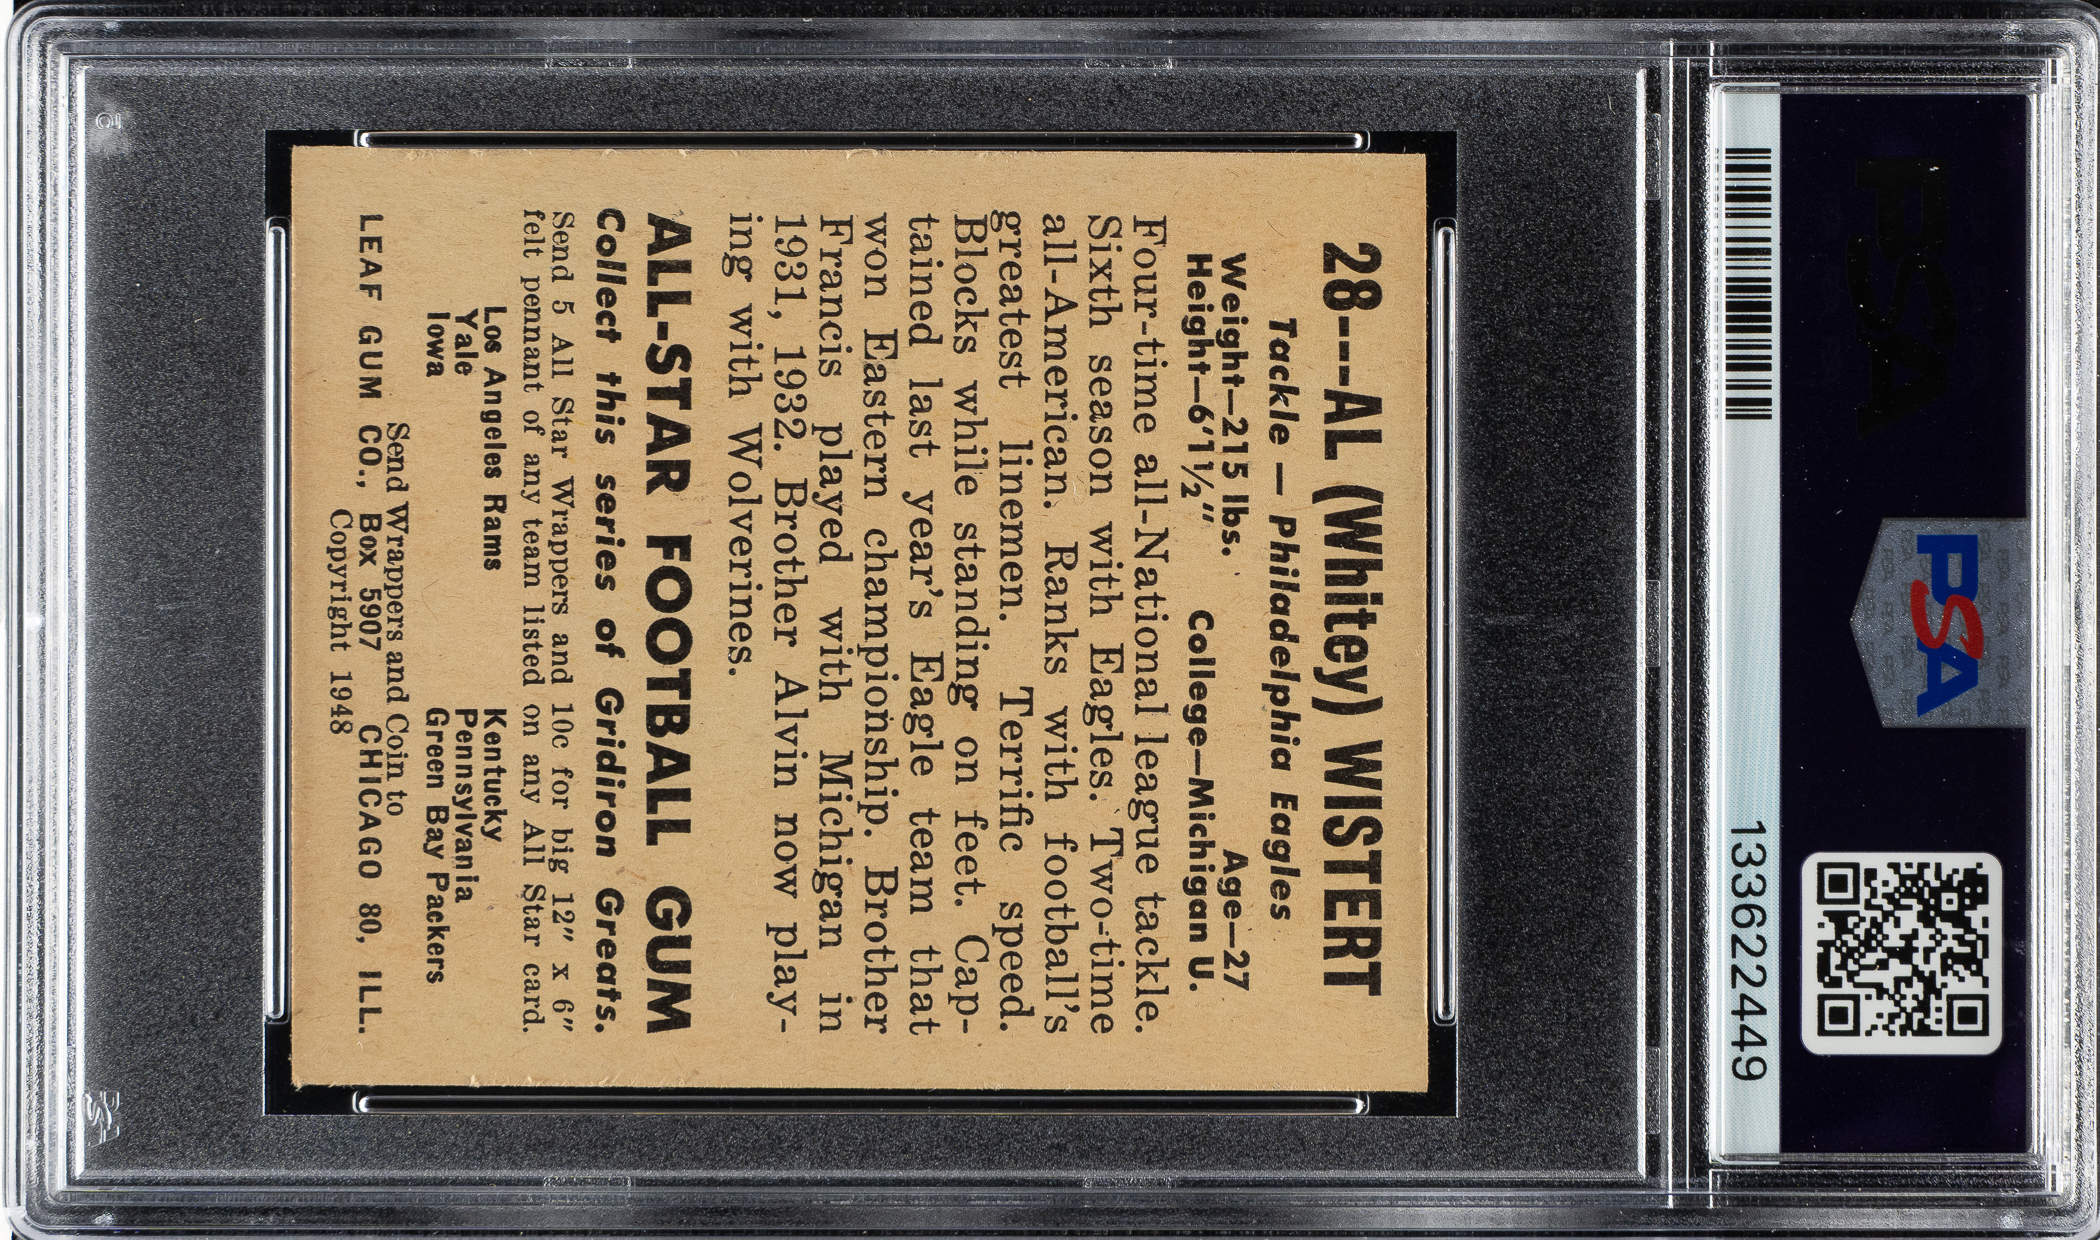 PSA
PSA
133622449
28---AL (Whitey) WISTERT
Tackle — Philadelphia Eagles
Weight—215 lbs. Age—27
Height—6'1½" College—Michigan U.
Four-time all-National league tackle.
Sixth season with Eagles. Two-time
all-American. Ranks with football's
greatest linemen. Terrific speed.
Blocks while standing on feet. Cap-
tained last year's Eagle team that
won Eastern championship. Brother
Francis played with Michigan in
1931, 1932. Brother Alvin now play-
ing with Wolverines.
ALL-STAR FOOTBALL GUM
Collect this series of Gridiron Greats.
Send 5 All Star Wrappers and 10c for big 12" x 6"
felt pennant of any team listed on any All Star card.
Los Angeles Rams Kentucky
Yale Pennsylvania
Iowa Green Bay Packers
Send Wrappers and Coin to
LEAF GUM CO., Box 5907 CHICAGO 80, ILL.
Copyright 1948
PSA